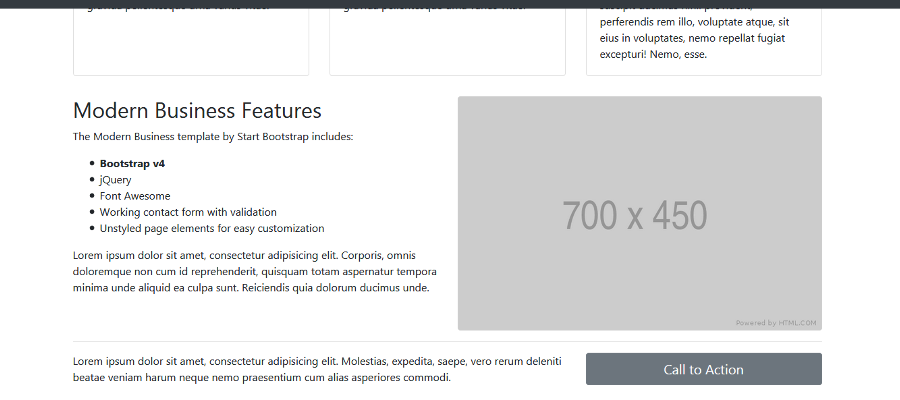 suscipit ducimus nihil provident,
perferendis rem illo, voluptate atque, sit
eius in voluptates, nemo repellat fugiat
excepturi! Nemo, esse.
Modern Business Features
The Modern Business template by Start Bootstrap includes:
Bootstrap v4
jQuery
Font Awesome
Working contact form with validation
Unstyled page elements for easy customization
Lorem ipsum dolor sit amet, consectetur adipisicing elit. Corporis, omnis
doloremque non cum id reprehenderit, quisquam totam aspernatur tempora
minima unde aliquid ea culpa sunt. Reiciendis quia dolorum ducimus unde.
700 x 450
Powered by HTML.COM
Lorem ipsum dolor sit amet, consectetur adipisicing elit. Molestias, expedita, saepe, vero rerum deleniti
beatae veniam harum neque nemo praesentium cum alias asperiores commodi.
Call to Action